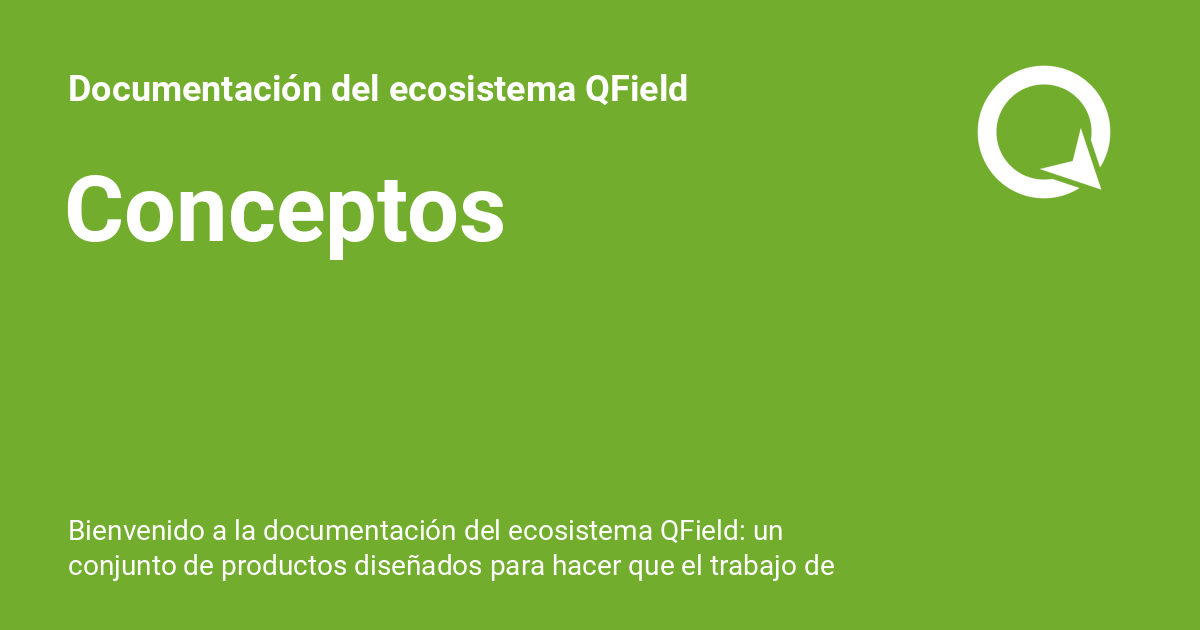 Documentación del ecosistema QField
Conceptos
Bienvenido a la documentación del ecosistema QField: un
conjunto de productos diseñados para hacer que el trabajo de